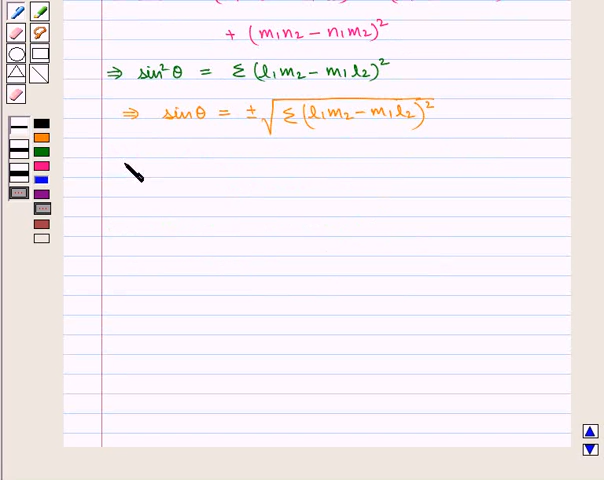 + (m₁n₂ − n₁m₂)²
⇒ sin²θ = Σ (l₁m₂ − m₁l₂)²
⇒ sinθ = ± √Σ (l₁m₂ − m₁l₂)²